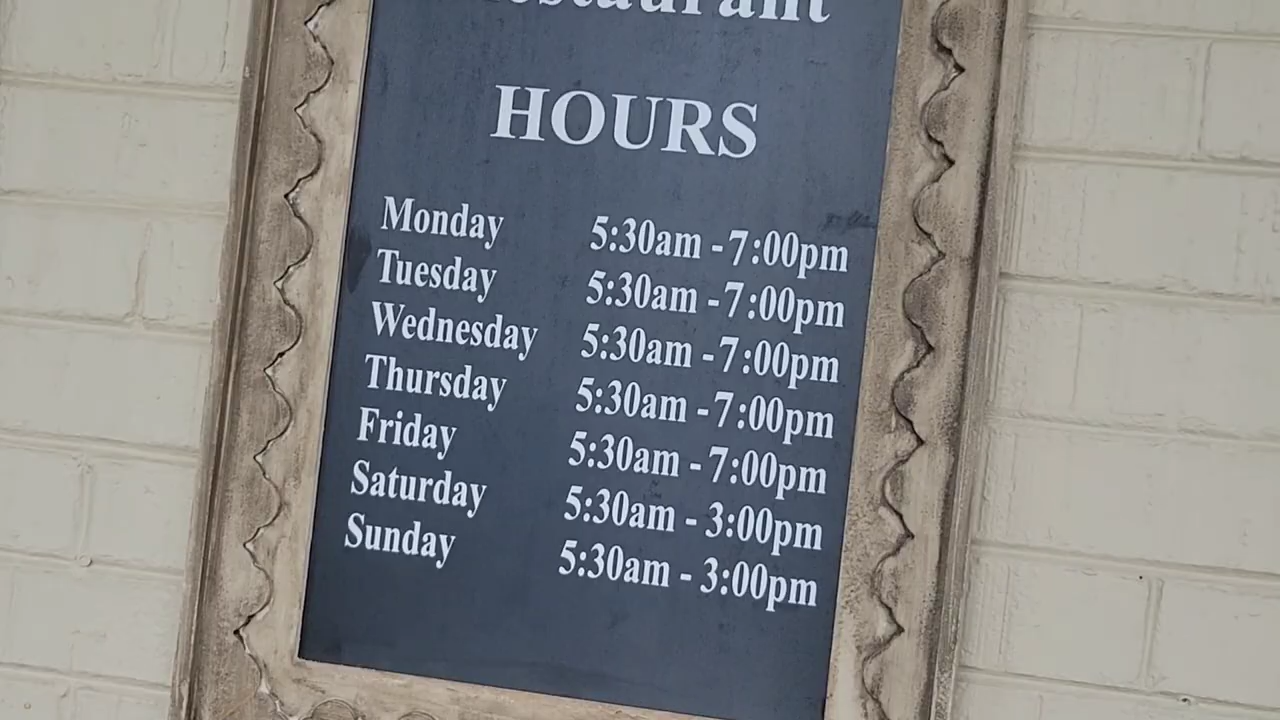 Restaurant
HOURS
Monday 5:30am - 7:00pm
Tuesday 5:30am - 7:00pm
Wednesday 5:30am - 7:00pm
Thursday 5:30am - 7:00pm
Friday 5:30am - 7:00pm
Saturday 5:30am - 3:00pm
Sunday 5:30am - 3:00pm